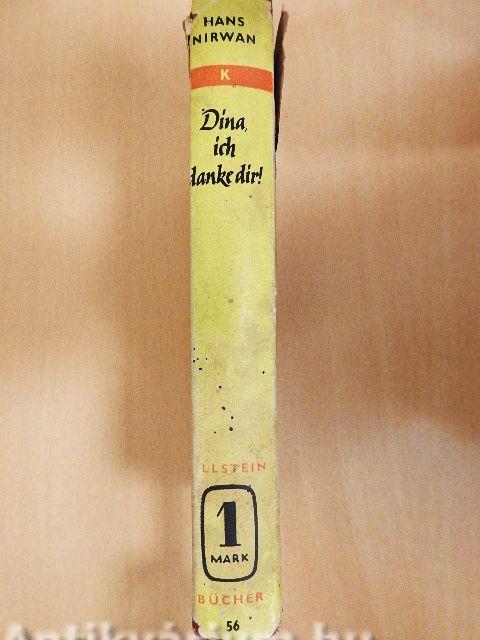 HANS
NIRWAN
K
Dina,
ich
danke dir!
LLSTEIN
1
MARK
BÜCHER
56